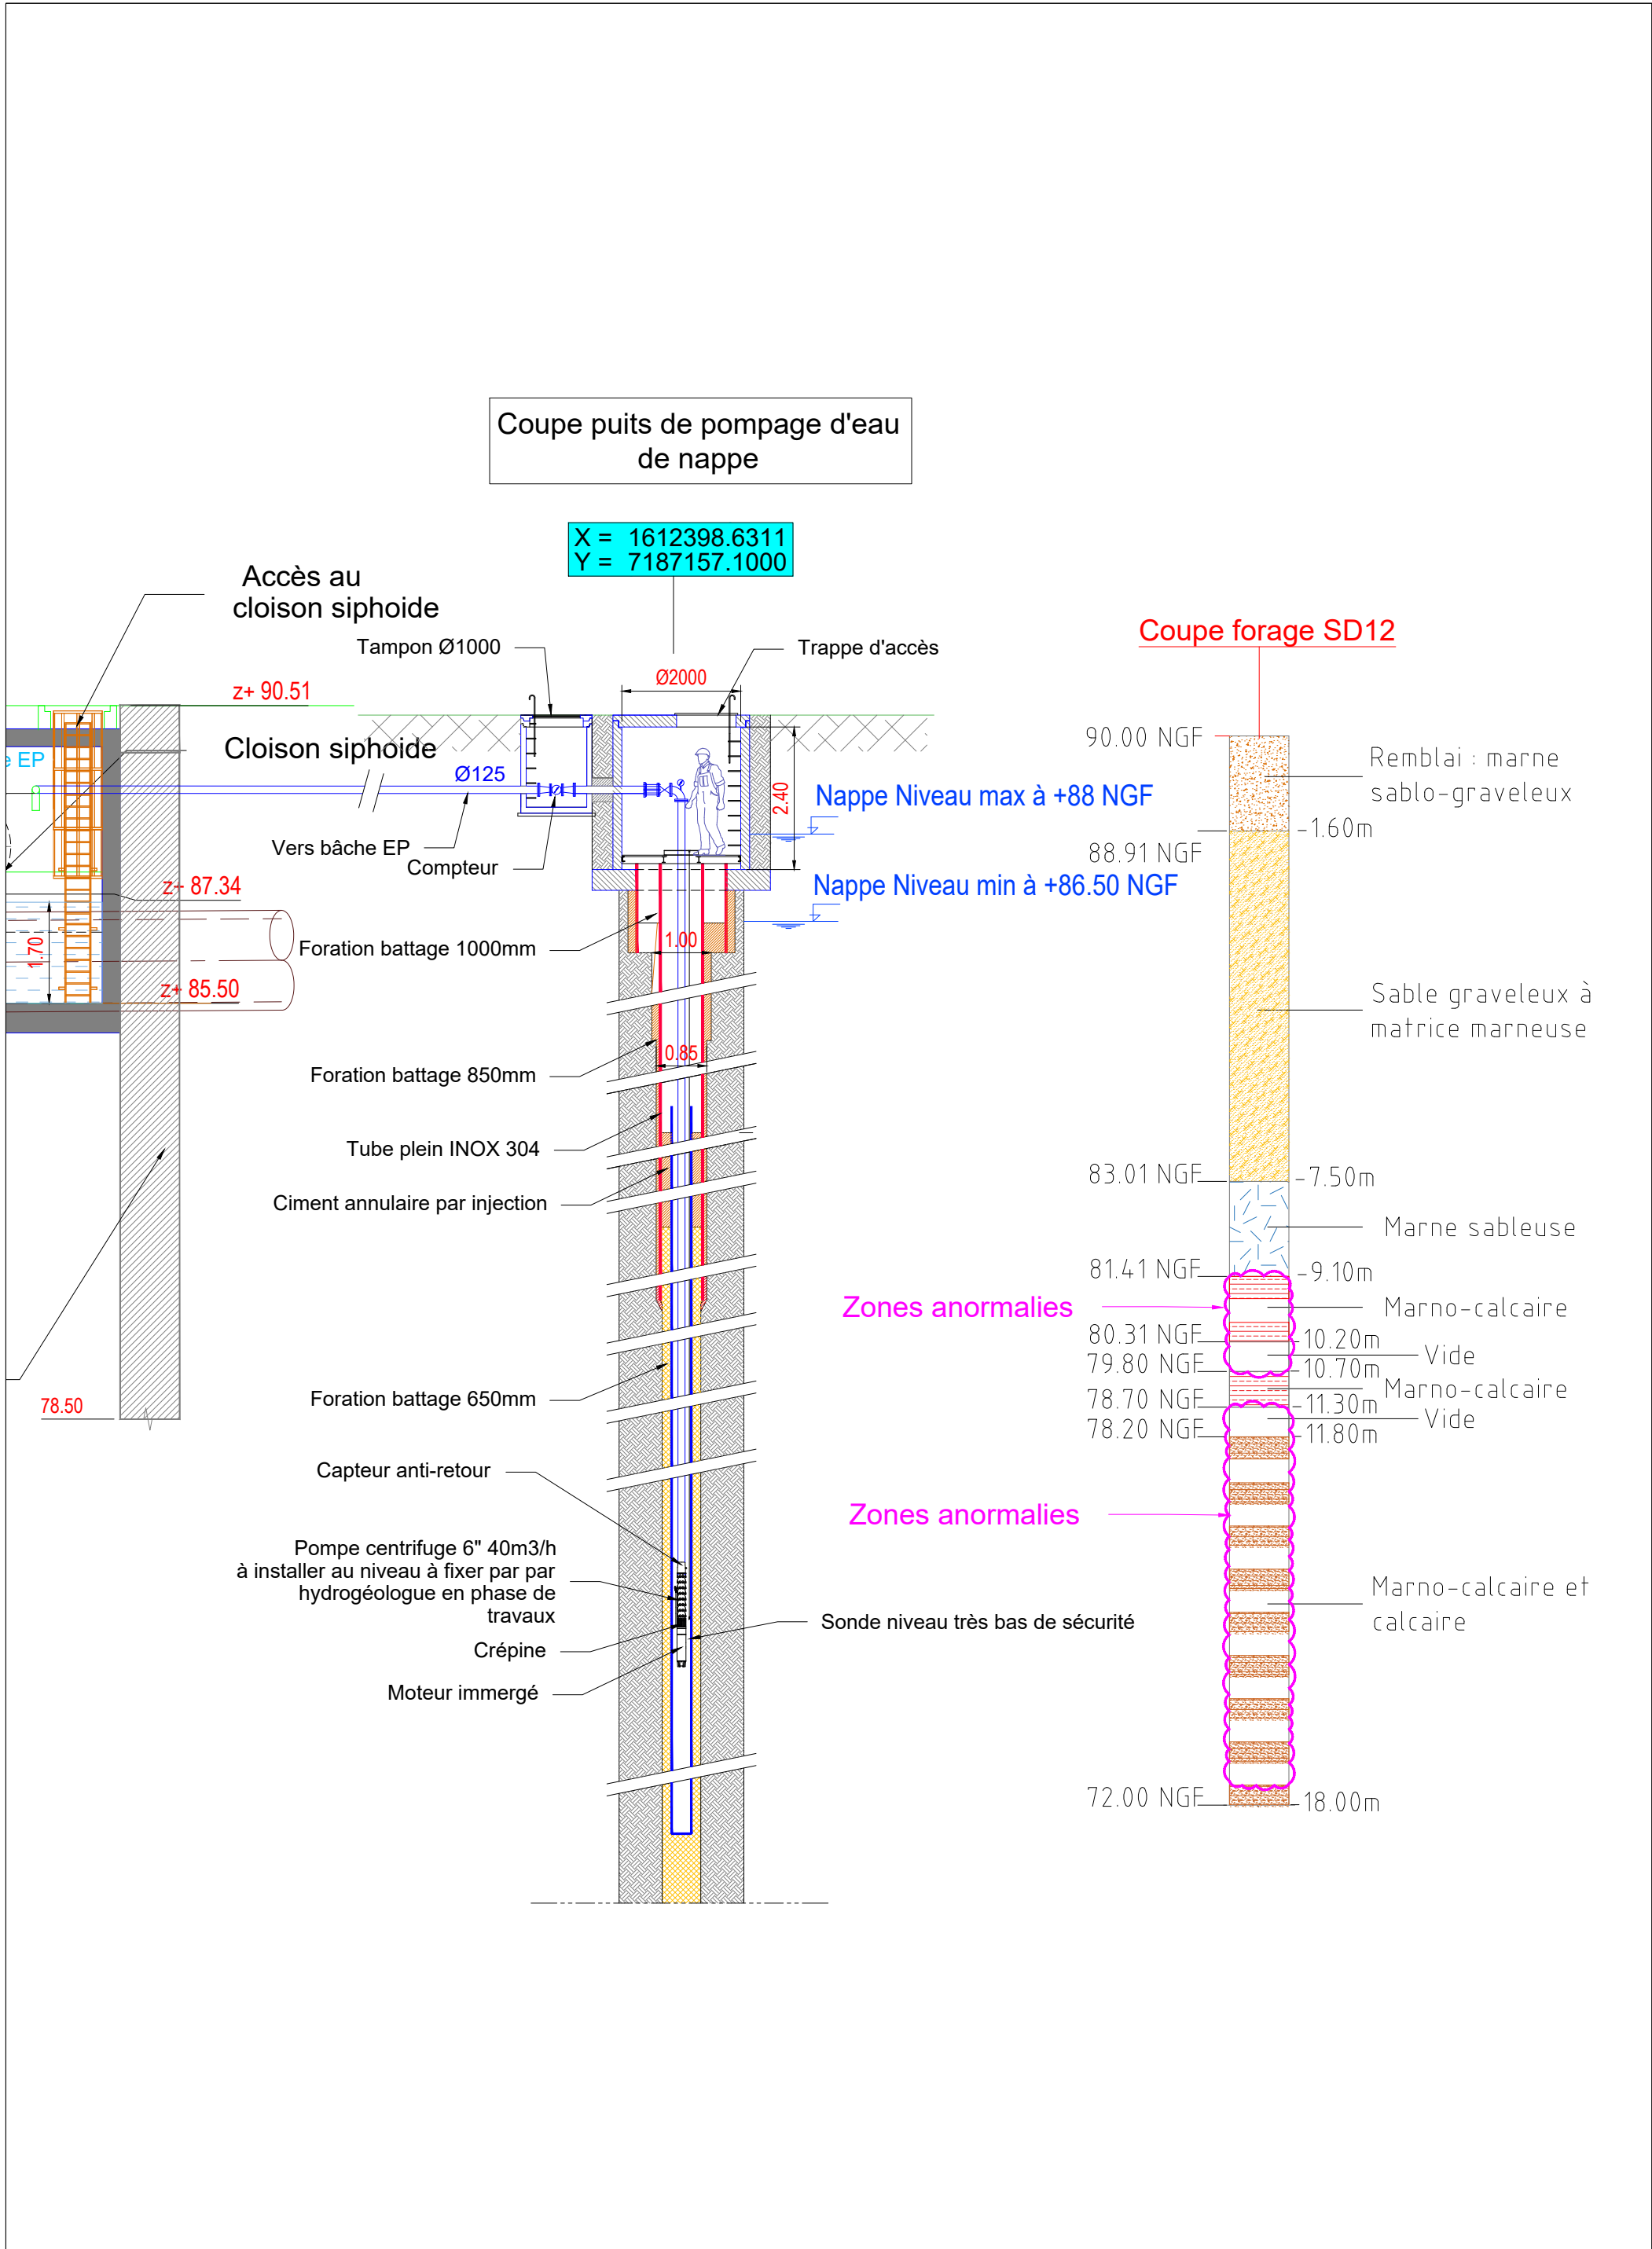 Coupe puits de pompage d'eau
de nappe
X = 1612398.6311
Y = 7187157.1000
Accès au
cloison siphoide
Tampon Ø1000
Trappe d'accès
Ø2000
z+ 90.51
Cloison siphoide
EP
Ø125
2.40
Nappe Niveau max à +88 NGF
Vers bâche EP
Compteur
z+ 87.34
Nappe Niveau min à +86.50 NGF
1.70
Foration battage 1000mm
1.00
z+ 85.50
Foration battage 850mm
0.85
Tube plein INOX 304
Ciment annulaire par injection
Foration battage 650mm
78.50
Capteur anti-retour
Pompe centrifuge 6" 40m3/h
à installer au niveau à fixer par par
hydrogéologue en phase de
travaux
Sonde niveau très bas de sécurité
Crépine
Moteur immergé
Coupe forage SD12
90.00 NGF
Remblai : marne
sablo-graveleux
-1.60m
88.91 NGF
Sable graveleux à
matrice marneuse
83.01 NGF
-7.50m
Marne sableuse
81.41 NGF
-9.10m
Zones anormalies
Marno-calcaire
80.31 NGF
-10.20m
Vide
79.80 NGF
-10.70m
Marno-calcaire
78.70 NGF
-11.30m
Vide
78.20 NGF
-11.80m
Zones anormalies
Marno-calcaire et
calcaire
72.00 NGF
-18.00m